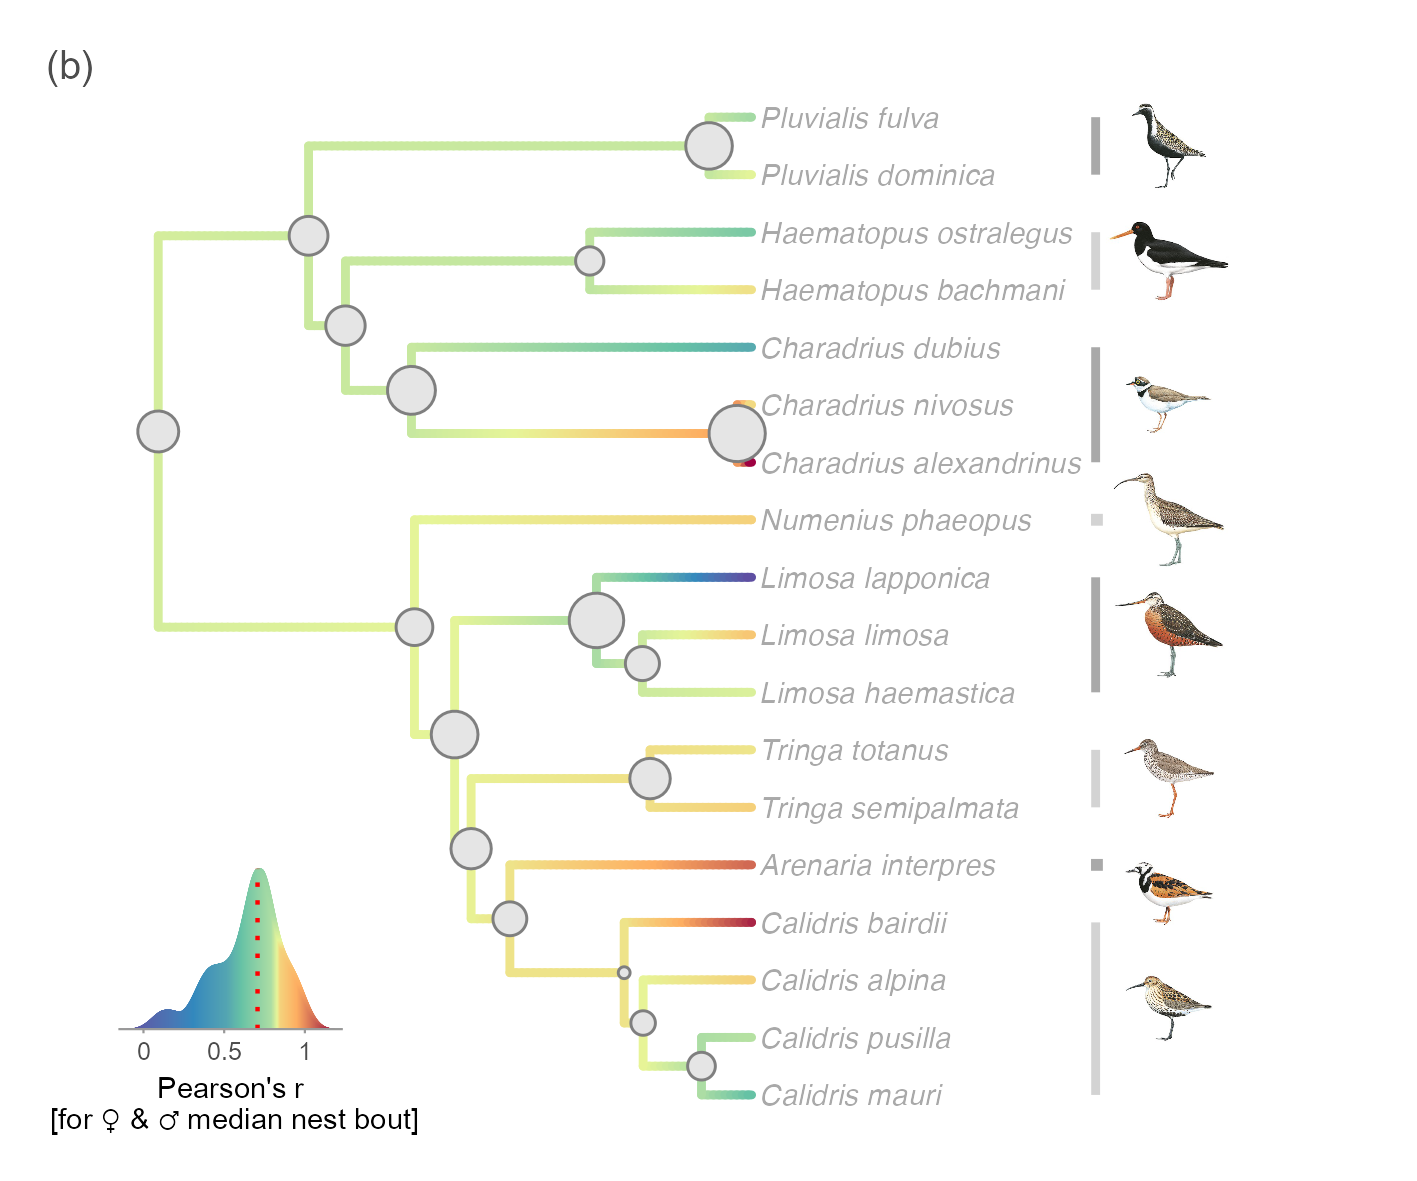 (b)
Pluvialis fulva
Pluvialis dominica
Haematopus ostralegus
Haematopus bachmani
Charadrius dubius
Charadrius nivosus
Charadrius alexandrinus
Numenius phaeopus
Limosa lapponica
Limosa limosa
Limosa haemastica
Tringa totanus
Tringa semipalmata
Arenaria interpres
Calidris bairdii
Calidris alpina
Calidris pusilla
Calidris mauri
0 0.5 1
Pearson's r
[for ♀ & ♂ median nest bout]